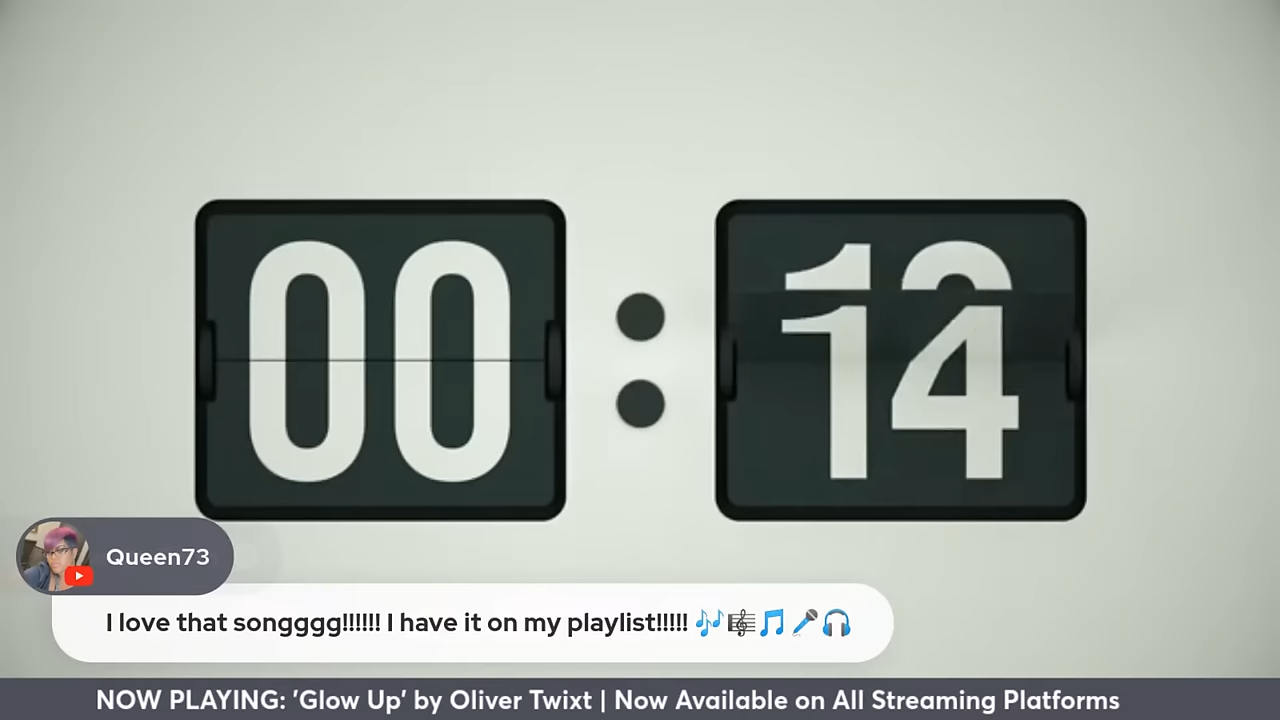 00:14
Queen73
I love that songggg!!!!!! I have it on my playlist!!!!! 🎶🎼🎵🎤🎧
NOW PLAYING: 'Glow Up' by Oliver Twixt | Now Available on All Streaming Platforms